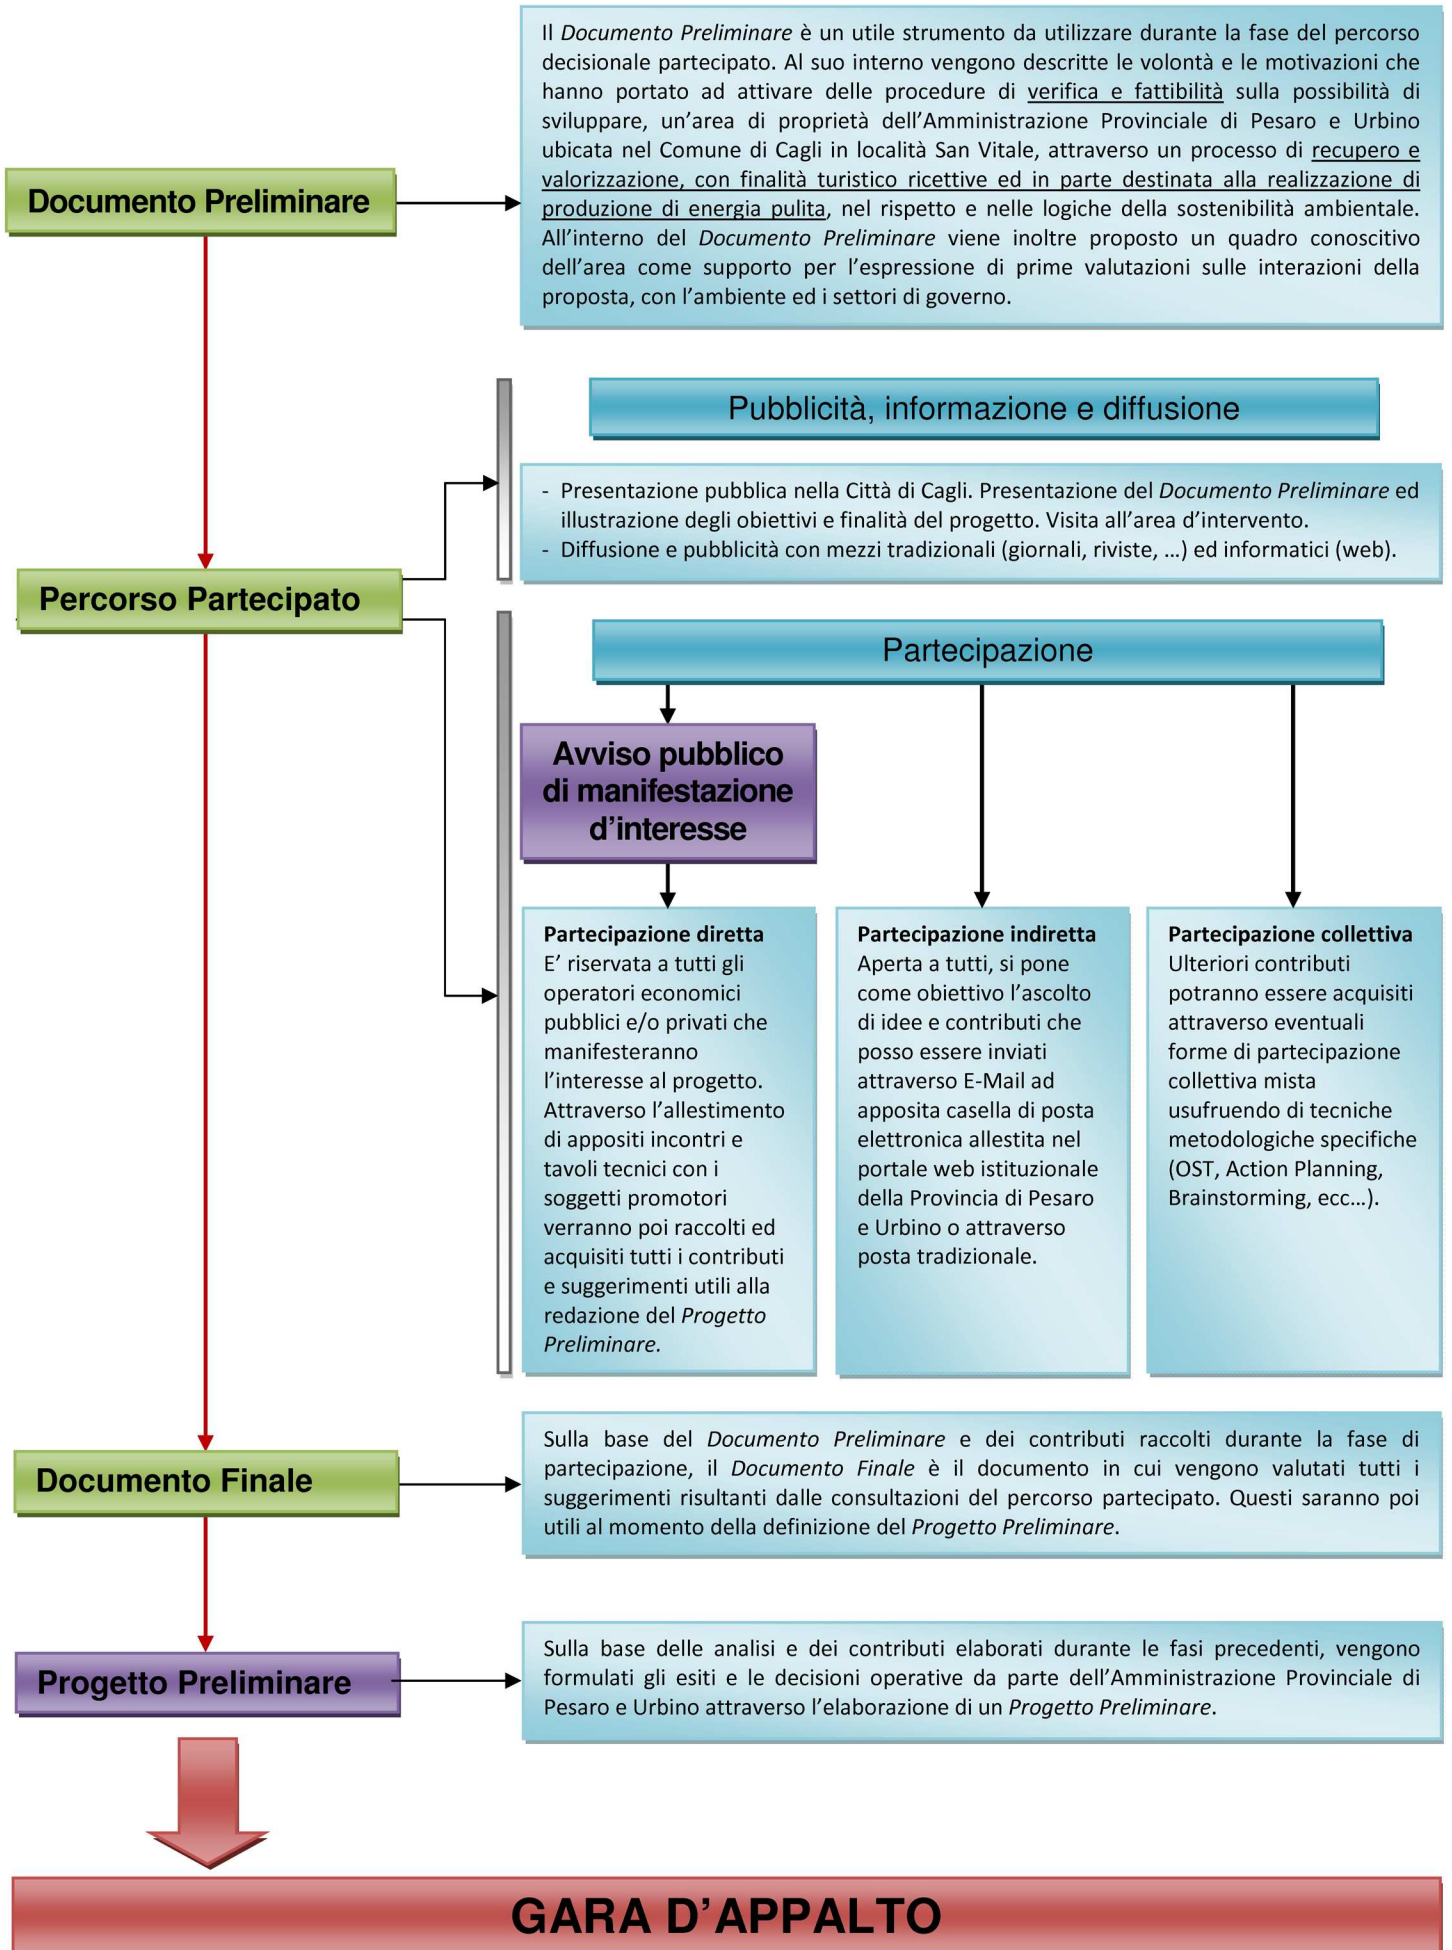 Il Documento Preliminare è un utile strumento da utilizzare durante la fase del percorso
decisionale partecipato. Al suo interno vengono descritte le volontà e le motivazioni che
hanno portato ad attivare delle procedure di verifica e fattibilità sulla possibilità di
sviluppare, un’area di proprietà dell’Amministrazione Provinciale di Pesaro e Urbino
ubicata nel Comune di Cagli in località San Vitale, attraverso un processo di recupero e
valorizzazione, con finalità turistico ricettive ed in parte destinata alla realizzazione di
produzione di energia pulita, nel rispetto e nelle logiche della sostenibilità ambientale.
All’interno del Documento Preliminare viene inoltre proposto un quadro conoscitivo
dell’area come supporto per l’espressione di prime valutazioni sulle interazioni della
proposta, con l’ambiente ed i settori di governo.
Documento Preliminare
Pubblicità, informazione e diffusione
- Presentazione pubblica nella Città di Cagli. Presentazione del Documento Preliminare ed
illustrazione degli obiettivi e finalità del progetto. Visita all’area d’intervento.
- Diffusione e pubblicità con mezzi tradizionali (giornali, riviste, …) ed informatici (web).
Percorso Partecipato
Partecipazione
Avviso pubblico
di manifestazione
d’interesse
Partecipazione diretta
E’ riservata a tutti gli
operatori economici
pubblici e/o privati che
manifesteranno
l’interesse al progetto.
Attraverso l’allestimento
di appositi incontri e
tavoli tecnici con i
soggetti promotori
verranno poi raccolti ed
acquisiti tutti i contributi
e suggerimenti utili alla
redazione del Progetto
Preliminare.
Partecipazione indiretta
Aperta a tutti, si pone
come obiettivo l’ascolto
di idee e contributi che
posso essere inviati
attraverso E-Mail ad
apposita casella di posta
elettronica allestita nel
portale web istituzionale
della Provincia di Pesaro
e Urbino o attraverso
posta tradizionale.
Partecipazione collettiva
Ulteriori contributi
potranno essere acquisiti
attraverso eventuali
forme di partecipazione
collettiva mista
usufruendo di tecniche
metodologiche specifiche
(OST, Action Planning,
Brainstorming, ecc…).
Documento Finale
Sulla base del Documento Preliminare e dei contributi raccolti durante la fase di
partecipazione, il Documento Finale è il documento in cui vengono valutati tutti i
suggerimenti risultanti dalle consultazioni del percorso partecipato. Questi saranno poi
utili al momento della definizione del Progetto Preliminare.
Progetto Preliminare
Sulla base delle analisi e dei contributi elaborati durante le fasi precedenti, vengono
formulati gli esiti e le decisioni operative da parte dell’Amministrazione Provinciale di
Pesaro e Urbino attraverso l’elaborazione di un Progetto Preliminare.
GARA D’APPALTO